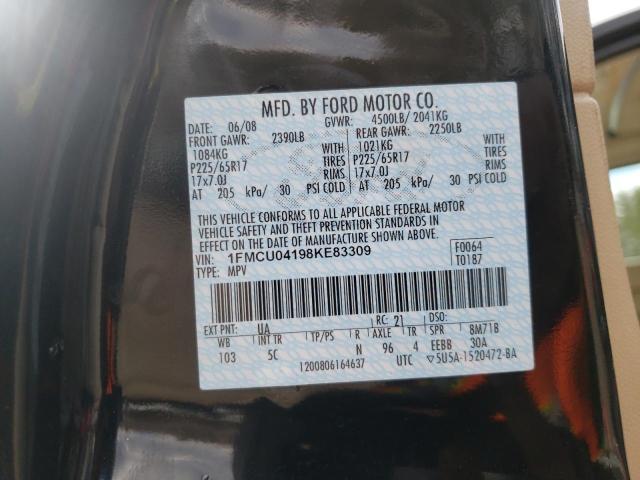 MFD. BY FORD MOTOR CO.
DATE: 06/08 GVWR: 4500LB/ 2041KG
FRONT GAWR: 2390LB REAR GAWR: 2250LB
1084KG WITH 1021KG WITH
P225/65R17 TIRES P225/65R17 TIRES
17x7.0J RIMS 17x7.0J RIMS
AT 205 kPa/ 30 PSI COLD AT 205 kPa/ 30 PSI COLD
THIS VEHICLE CONFORMS TO ALL APPLICABLE FEDERAL MOTOR
VEHICLE SAFETY AND THEFT PREVENTION STANDARDS IN
EFFECT ON THE DATE OF MANUFACTURE SHOWN ABOVE.
VIN: 1FMCU04198KE83309 F0064
TYPE: MPV T0187
EXT PNT: UA RC: 21 DSO:
WB INT TR TP/PS R AXLE TR SPR 8M71B
103 5C N 96 4 EEBB 30A
1200806164637 UTC ▽5U5A-1520472-BA